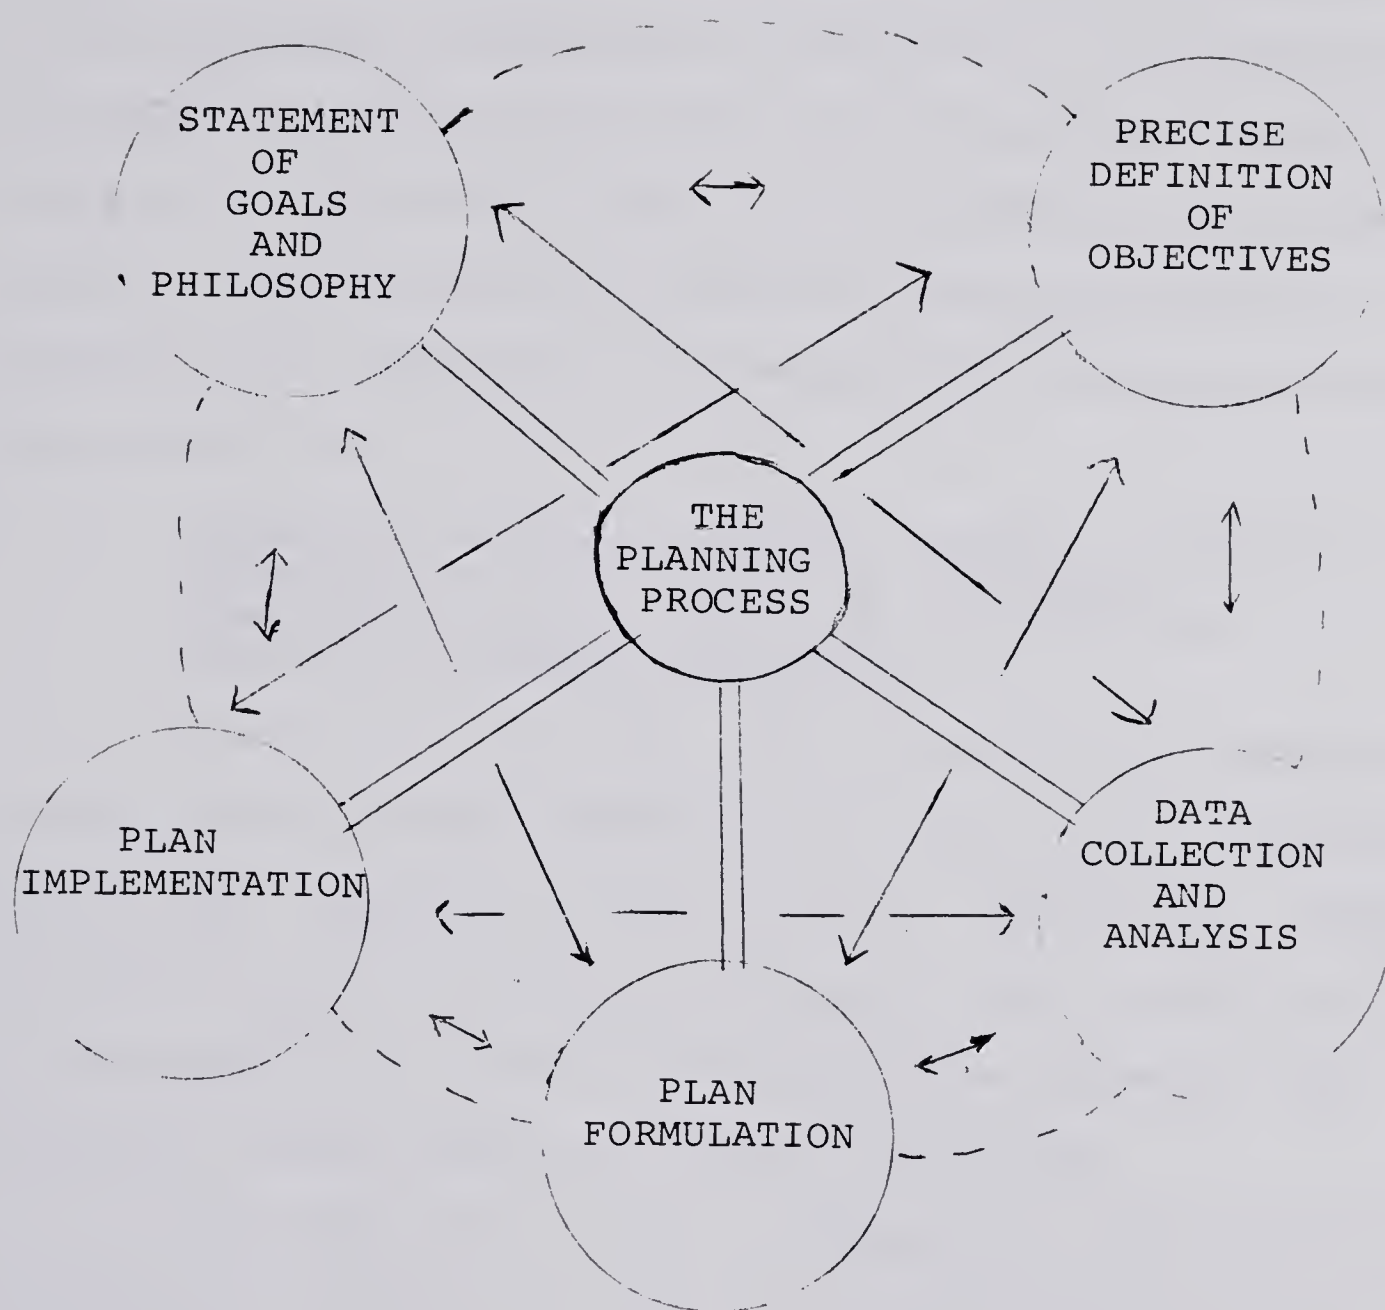 STATEMENT
OF
GOALS
AND
PHILOSOPHY
PRECISE
DEFINITION
OF
OBJECTIVES
THE
PLANNING
PROCESS
PLAN
IMPLEMENTATION
DATA
COLLECTION
AND
ANALYSIS
PLAN
FORMULATION